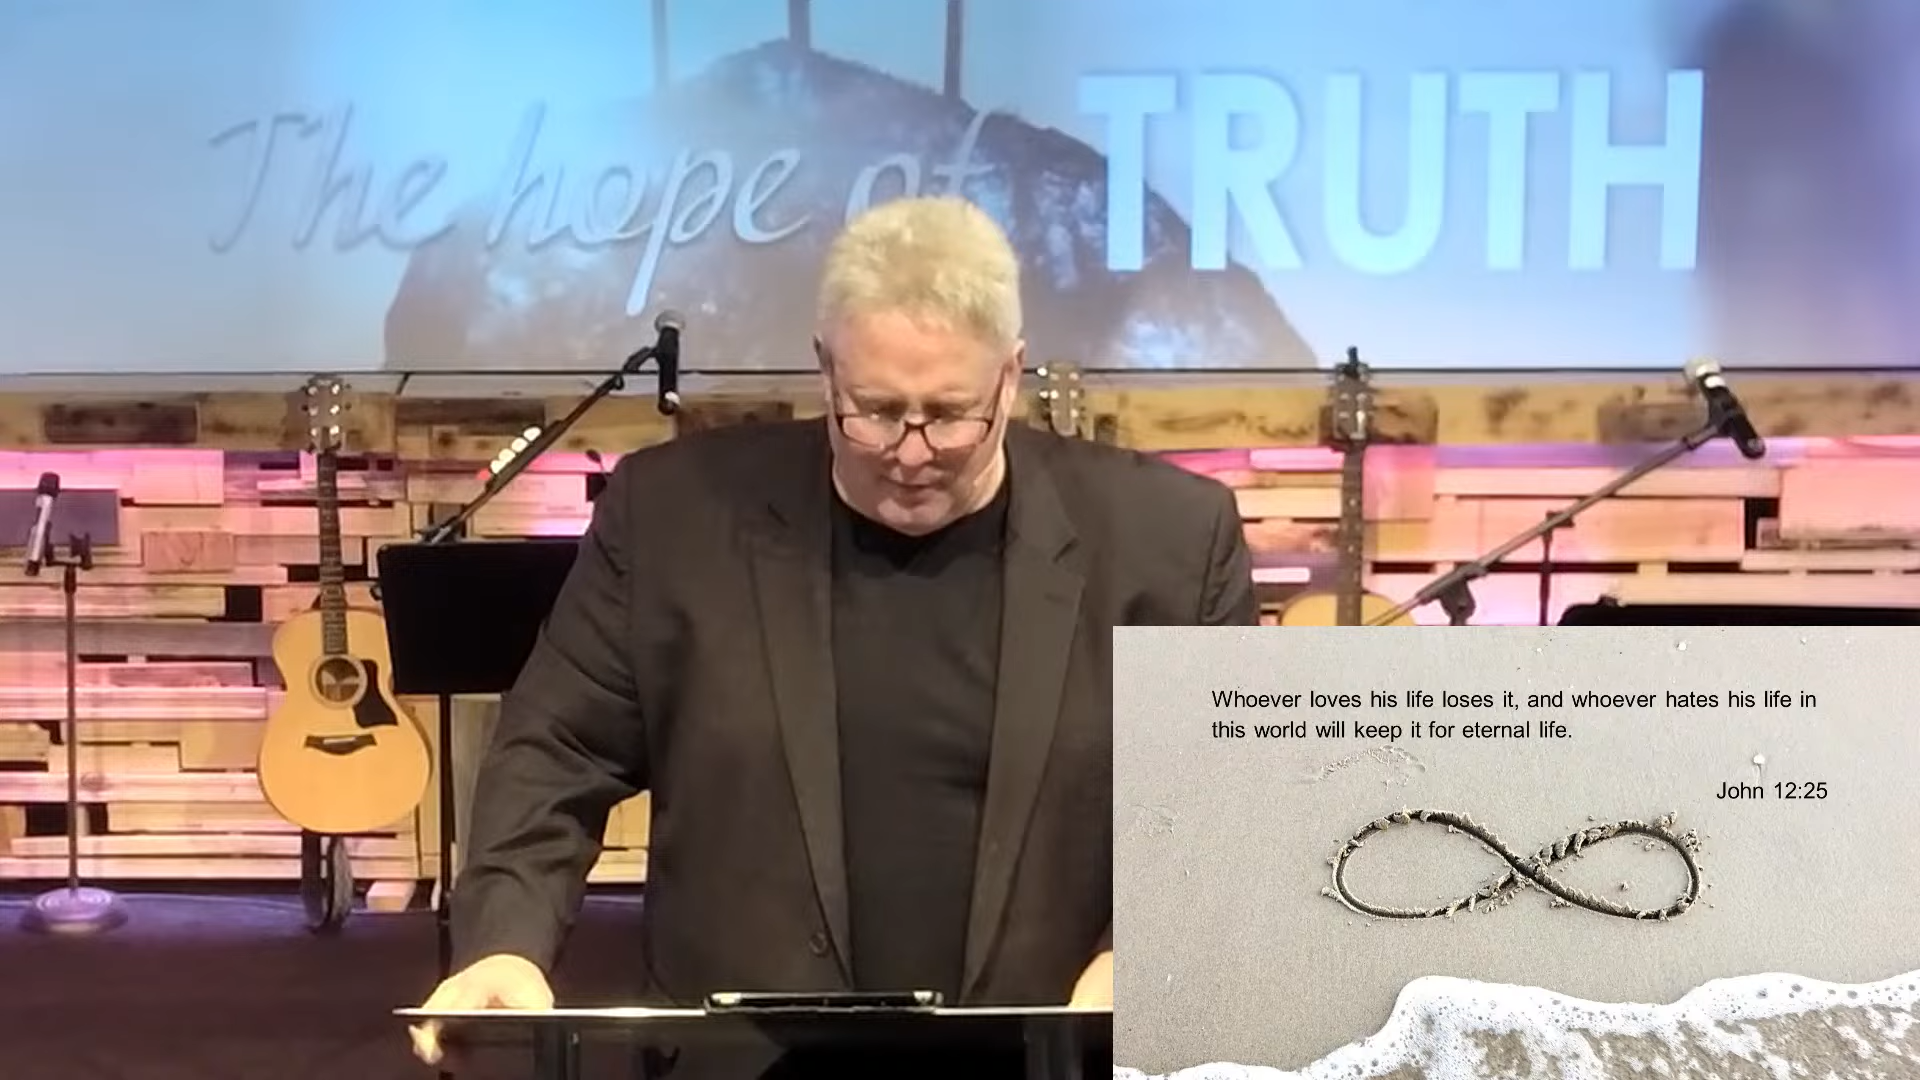 The hope of TRUTH
Whoever loves his life loses it, and whoever hates his life in
this world will keep it for eternal life.
John 12:25